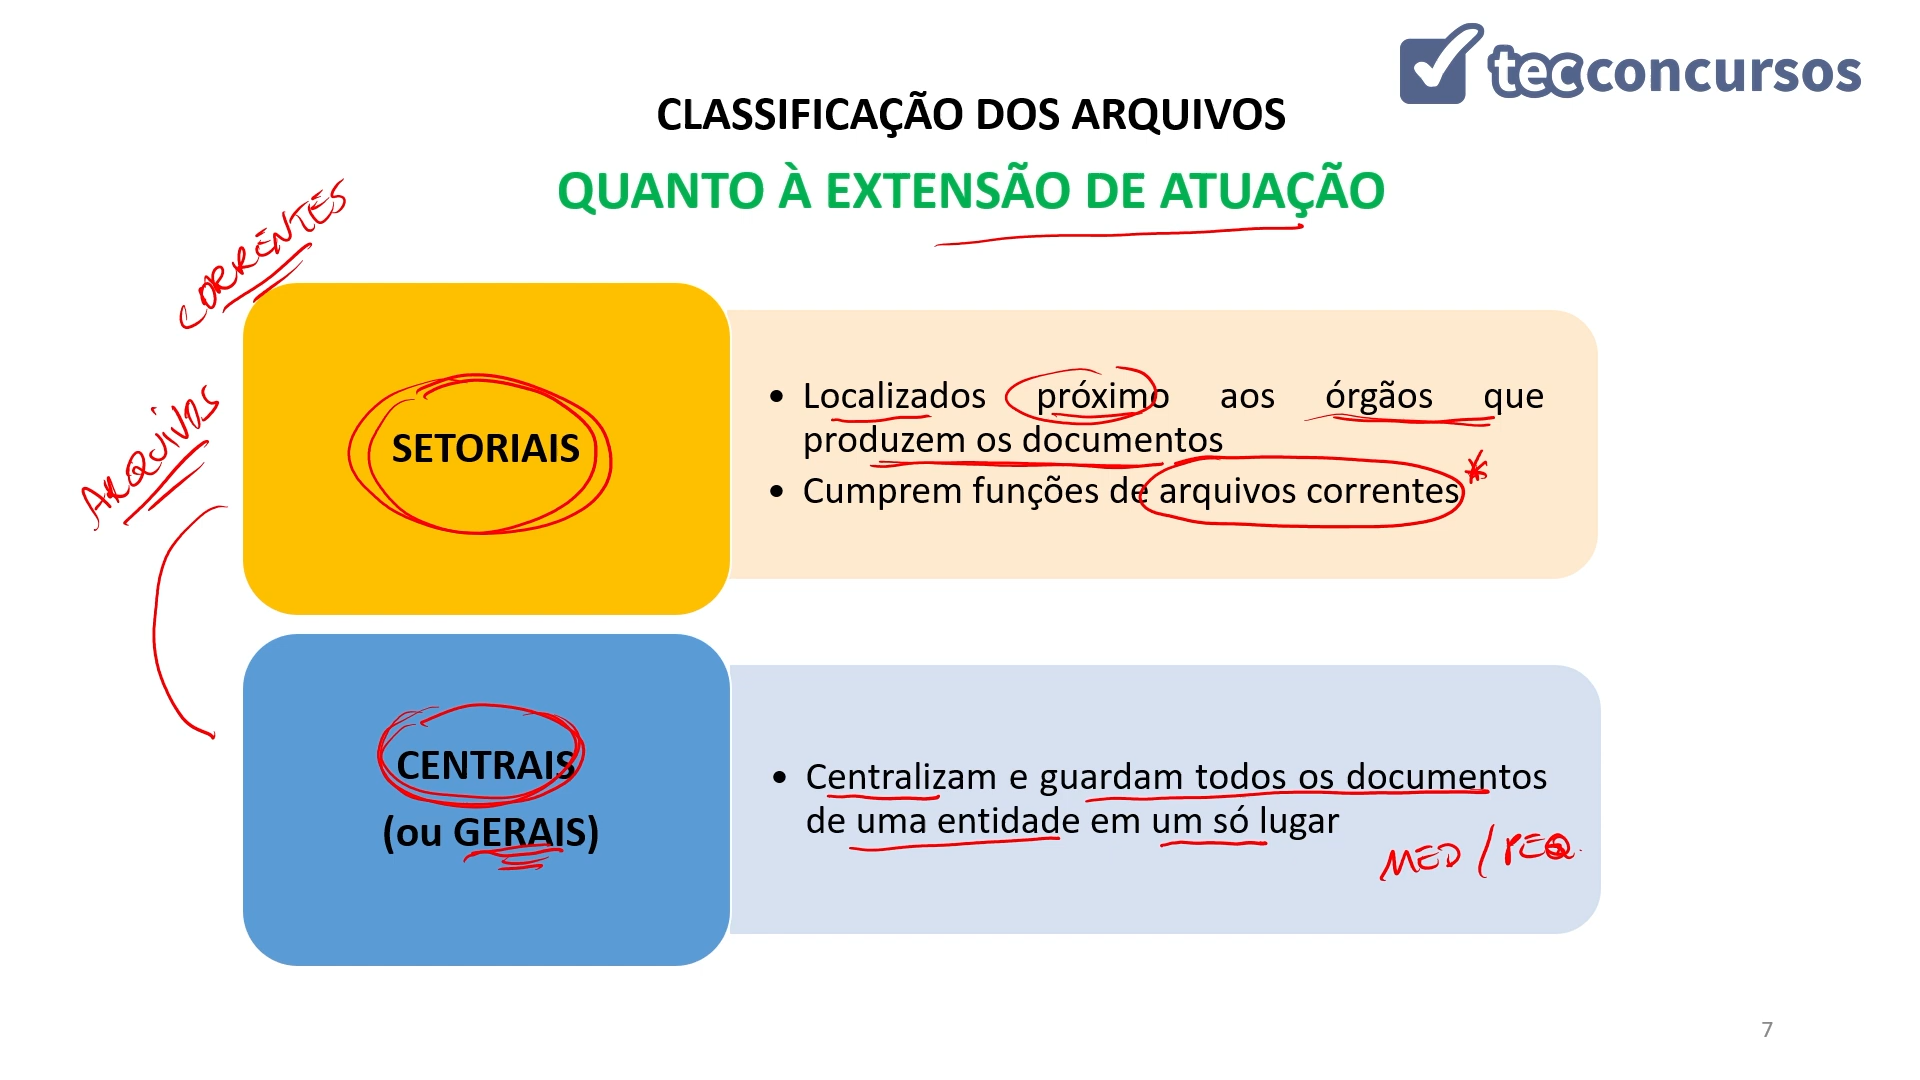 tecconcursos
CLASSIFICAÇÃO DOS ARQUIVOS
QUANTO À EXTENSÃO DE ATUAÇÃO
CORRENTES
ARQUIVOS
SETORIAIS
• Localizados próximo aos órgãos que
produzem os documentos
• Cumprem funções de arquivos correntes*
CENTRAIS
(ou GERAIS)
• Centralizam e guardam todos os documentos
de uma entidade em um só lugar
MED / PEQ.
7